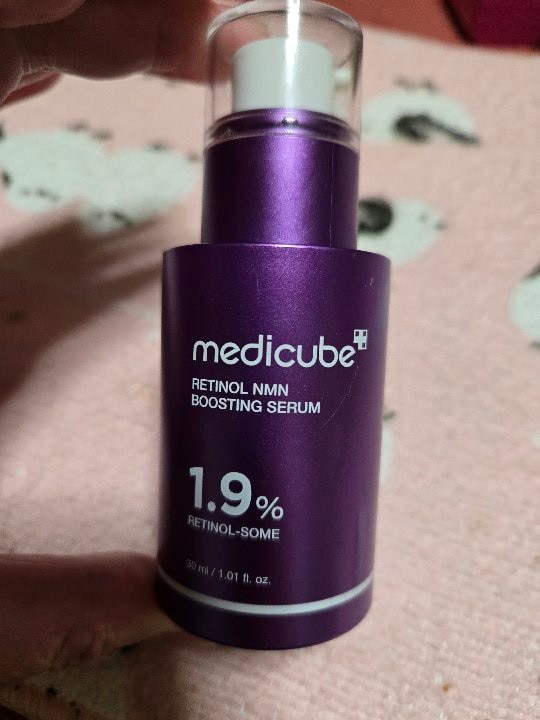 medicube
RETINOL NMN
BOOSTING SERUM
1.9%
RETINOL-SOME
30 ml / 1.01 fl. oz.